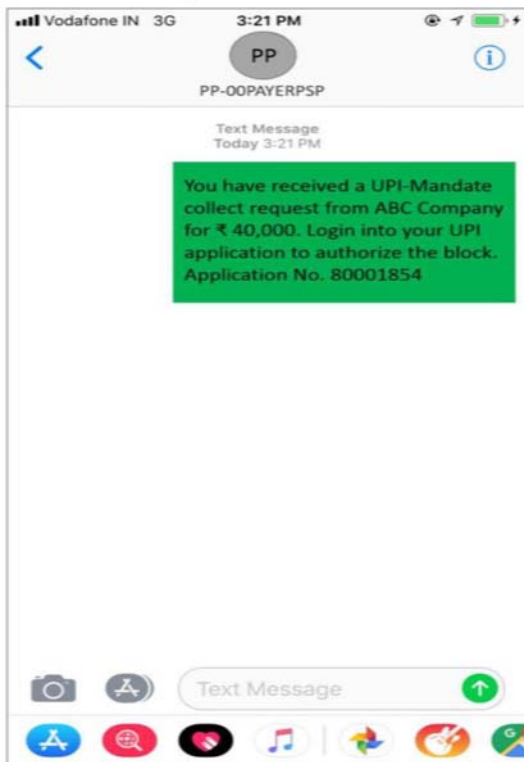 Vodafone IN 3G 3:21 PM
PP
PP-OOPAYERPSP
Text Message
Today 3:21 PM
You have received a UPI-Mandate
collect request from ABC Company
for ₹ 40,000. Login into your UPI
application to authorize the block.
Application No. 80001854
Text Message